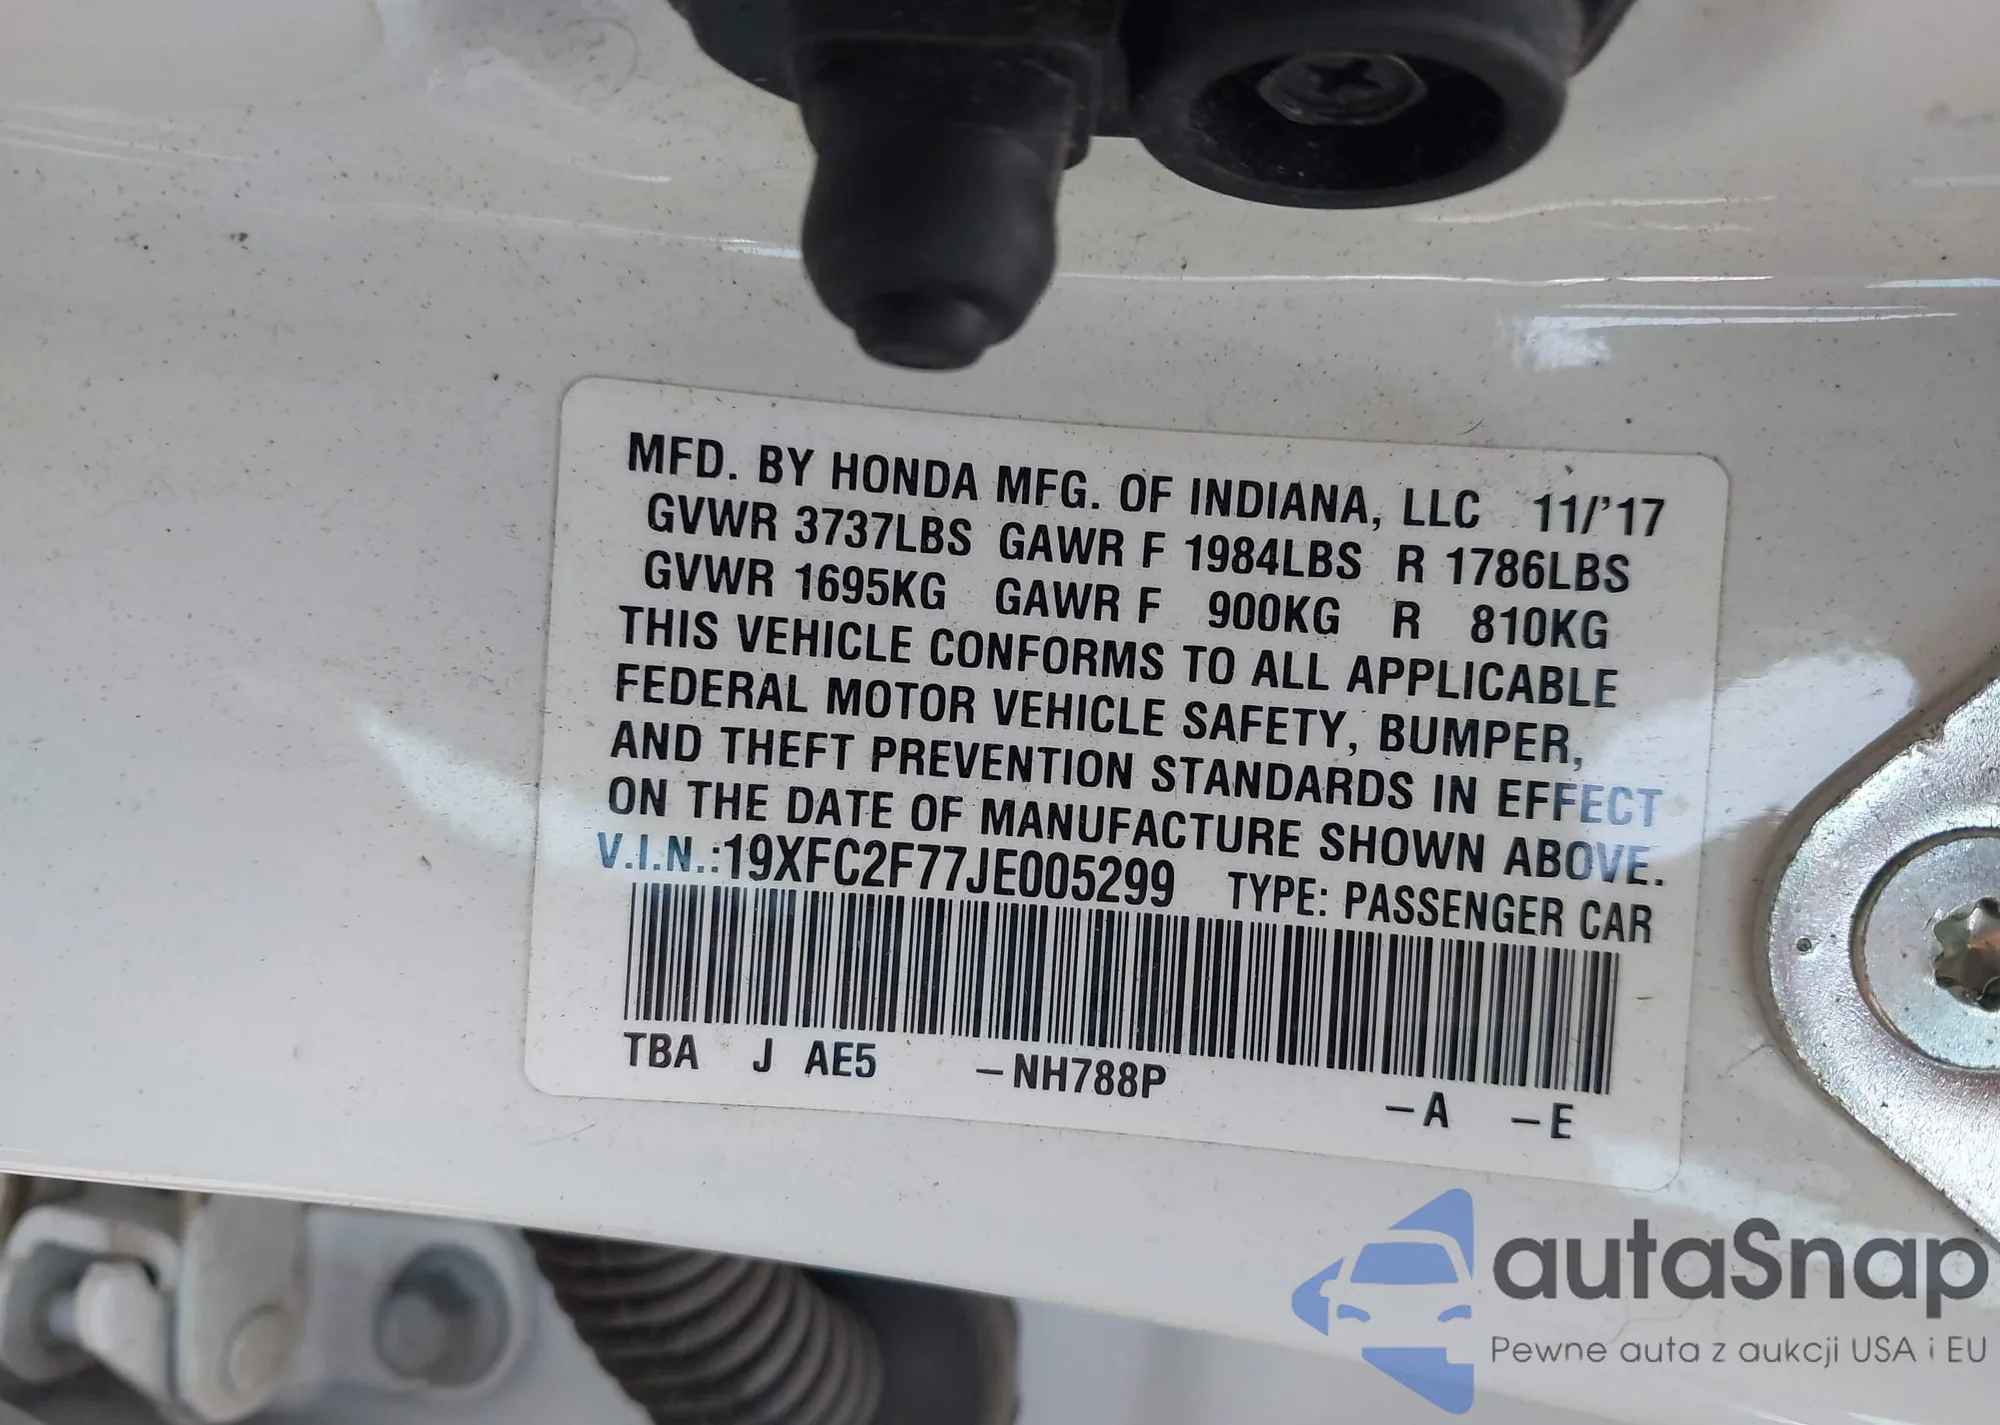 MFD. BY HONDA MFG. OF INDIANA, LLC 11/'17
GVWR 3737LBS GAWR F 1984LBS R 1786LBS
GVWR 1695KG GAWR F 900KG R 810KG
THIS VEHICLE CONFORMS TO ALL APPLICABLE
FEDERAL MOTOR VEHICLE SAFETY, BUMPER,
AND THEFT PREVENTION STANDARDS IN EFFECT
ON THE DATE OF MANUFACTURE SHOWN ABOVE.
V.I.N.:19XFC2F77JE005299 TYPE: PASSENGER CAR
TBA J AE5 –NH788P –A –E
autaSnap
Pewne auta z aukcji USA i EU